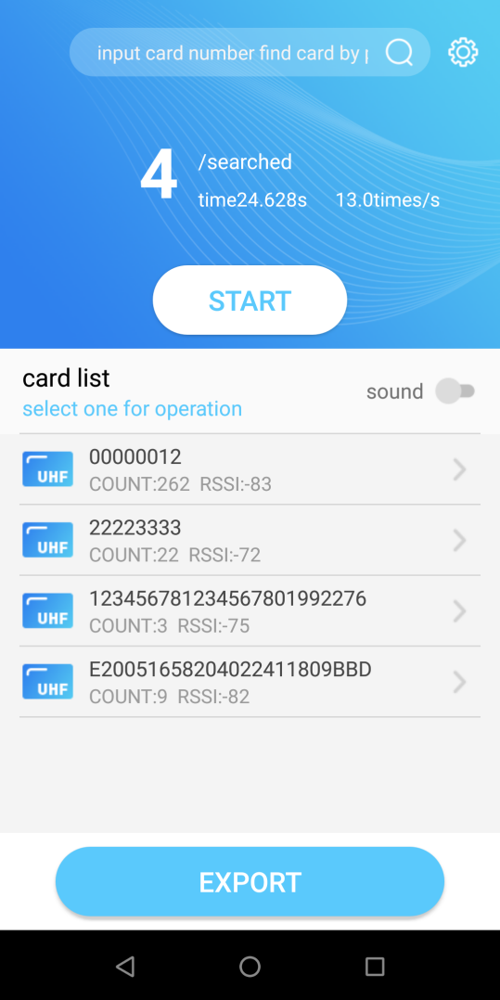 input card number find card by
4
/searched
time24.628s 13.0times/s
START
card list
select one for operation
sound
UHF
00000012
COUNT:262 RSSI:-83
UHF
22223333
COUNT:22 RSSI:-72
UHF
123456781234567801992276
COUNT:3 RSSI:-75
UHF
E20051658204022411809BBD
COUNT:9 RSSI:-82
EXPORT